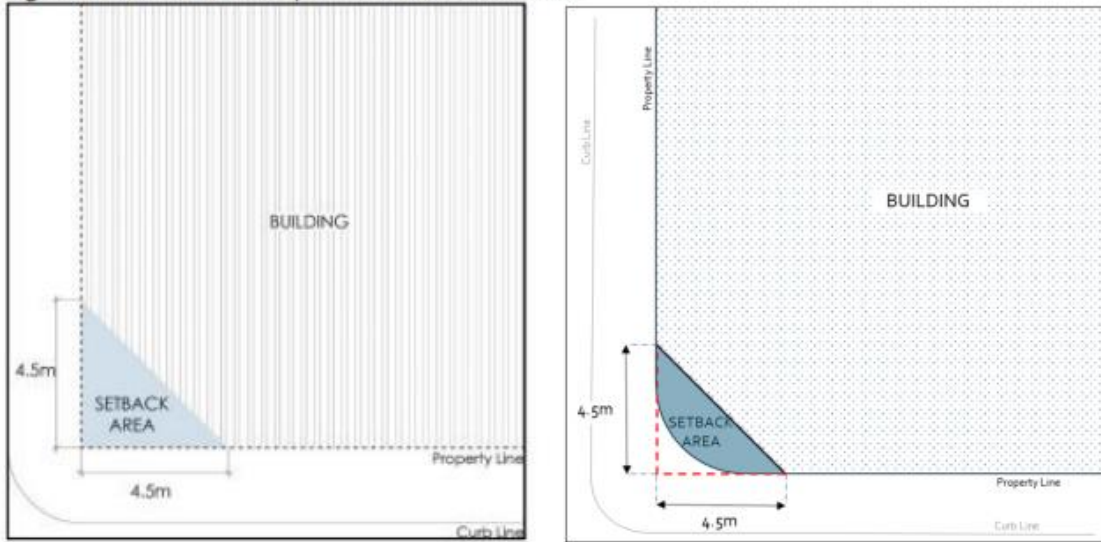 BUILDING
4.5m
SETBACK
AREA
Property Line
4.5m
Curb Line
Property Line
Curb Line
BUILDING
4.5m
SETBACK
AREA
Property Line
4.5m
Curb Line